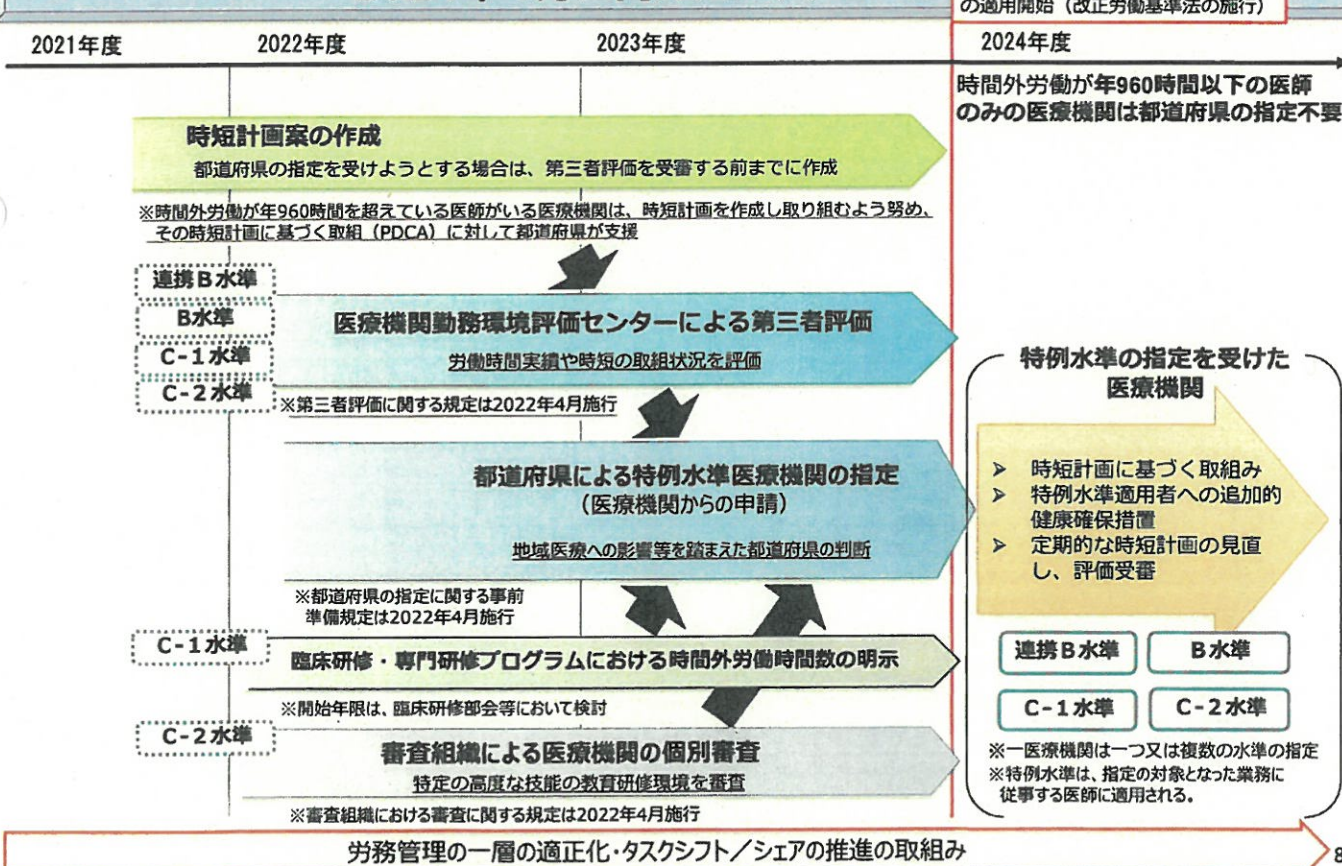 の適用開始（改正労働基準法の施行）
2021年度
2022年度
2023年度
2024年度
時間外労働が年960時間以下の医師
のみの医療機関は都道府県の指定不要
時短計画案の作成
都道府県の指定を受けようとする場合は、第三者評価を受審する前までに作成
※時間外労働が年960時間を超えている医師がいる医療機関は、時短計画を作成し取り組むよう努め、
その時短計画に基づく取組（PDCA）に対して都道府県が支援
連携B水準
B水準
C-1水準
C-2水準
医療機関勤務環境評価センターによる第三者評価
労働時間実績や時短の取組状況を評価
※第三者評価に関する規定は2022年4月施行
都道府県による特例水準医療機関の指定
（医療機関からの申請）
地域医療への影響等を踏まえた都道府県の判断
※都道府県の指定に関する事前
準備規定は2022年4月施行
C-1水準
臨床研修・専門研修プログラムにおける時間外労働時間数の明示
※開始年限は、臨床研修部会等において検討
C-2水準
審査組織による医療機関の個別審査
特定の高度な技能の教育研修環境を審査
※審査組織における審査に関する規定は2022年4月施行
特例水準の指定を受けた
医療機関
➢ 時短計画に基づく取組み
➢ 特例水準適用者への追加的
健康確保措置
➢ 定期的な時短計画の見直
し、評価受審
連携B水準
B水準
C-1水準
C-2水準
※一医療機関は一つ又は複数の水準の指定
※特例水準は、指定の対象となった業務に
従事する医師に適用される。
労務管理の一層の適正化・タスクシフト／シェアの推進の取組み